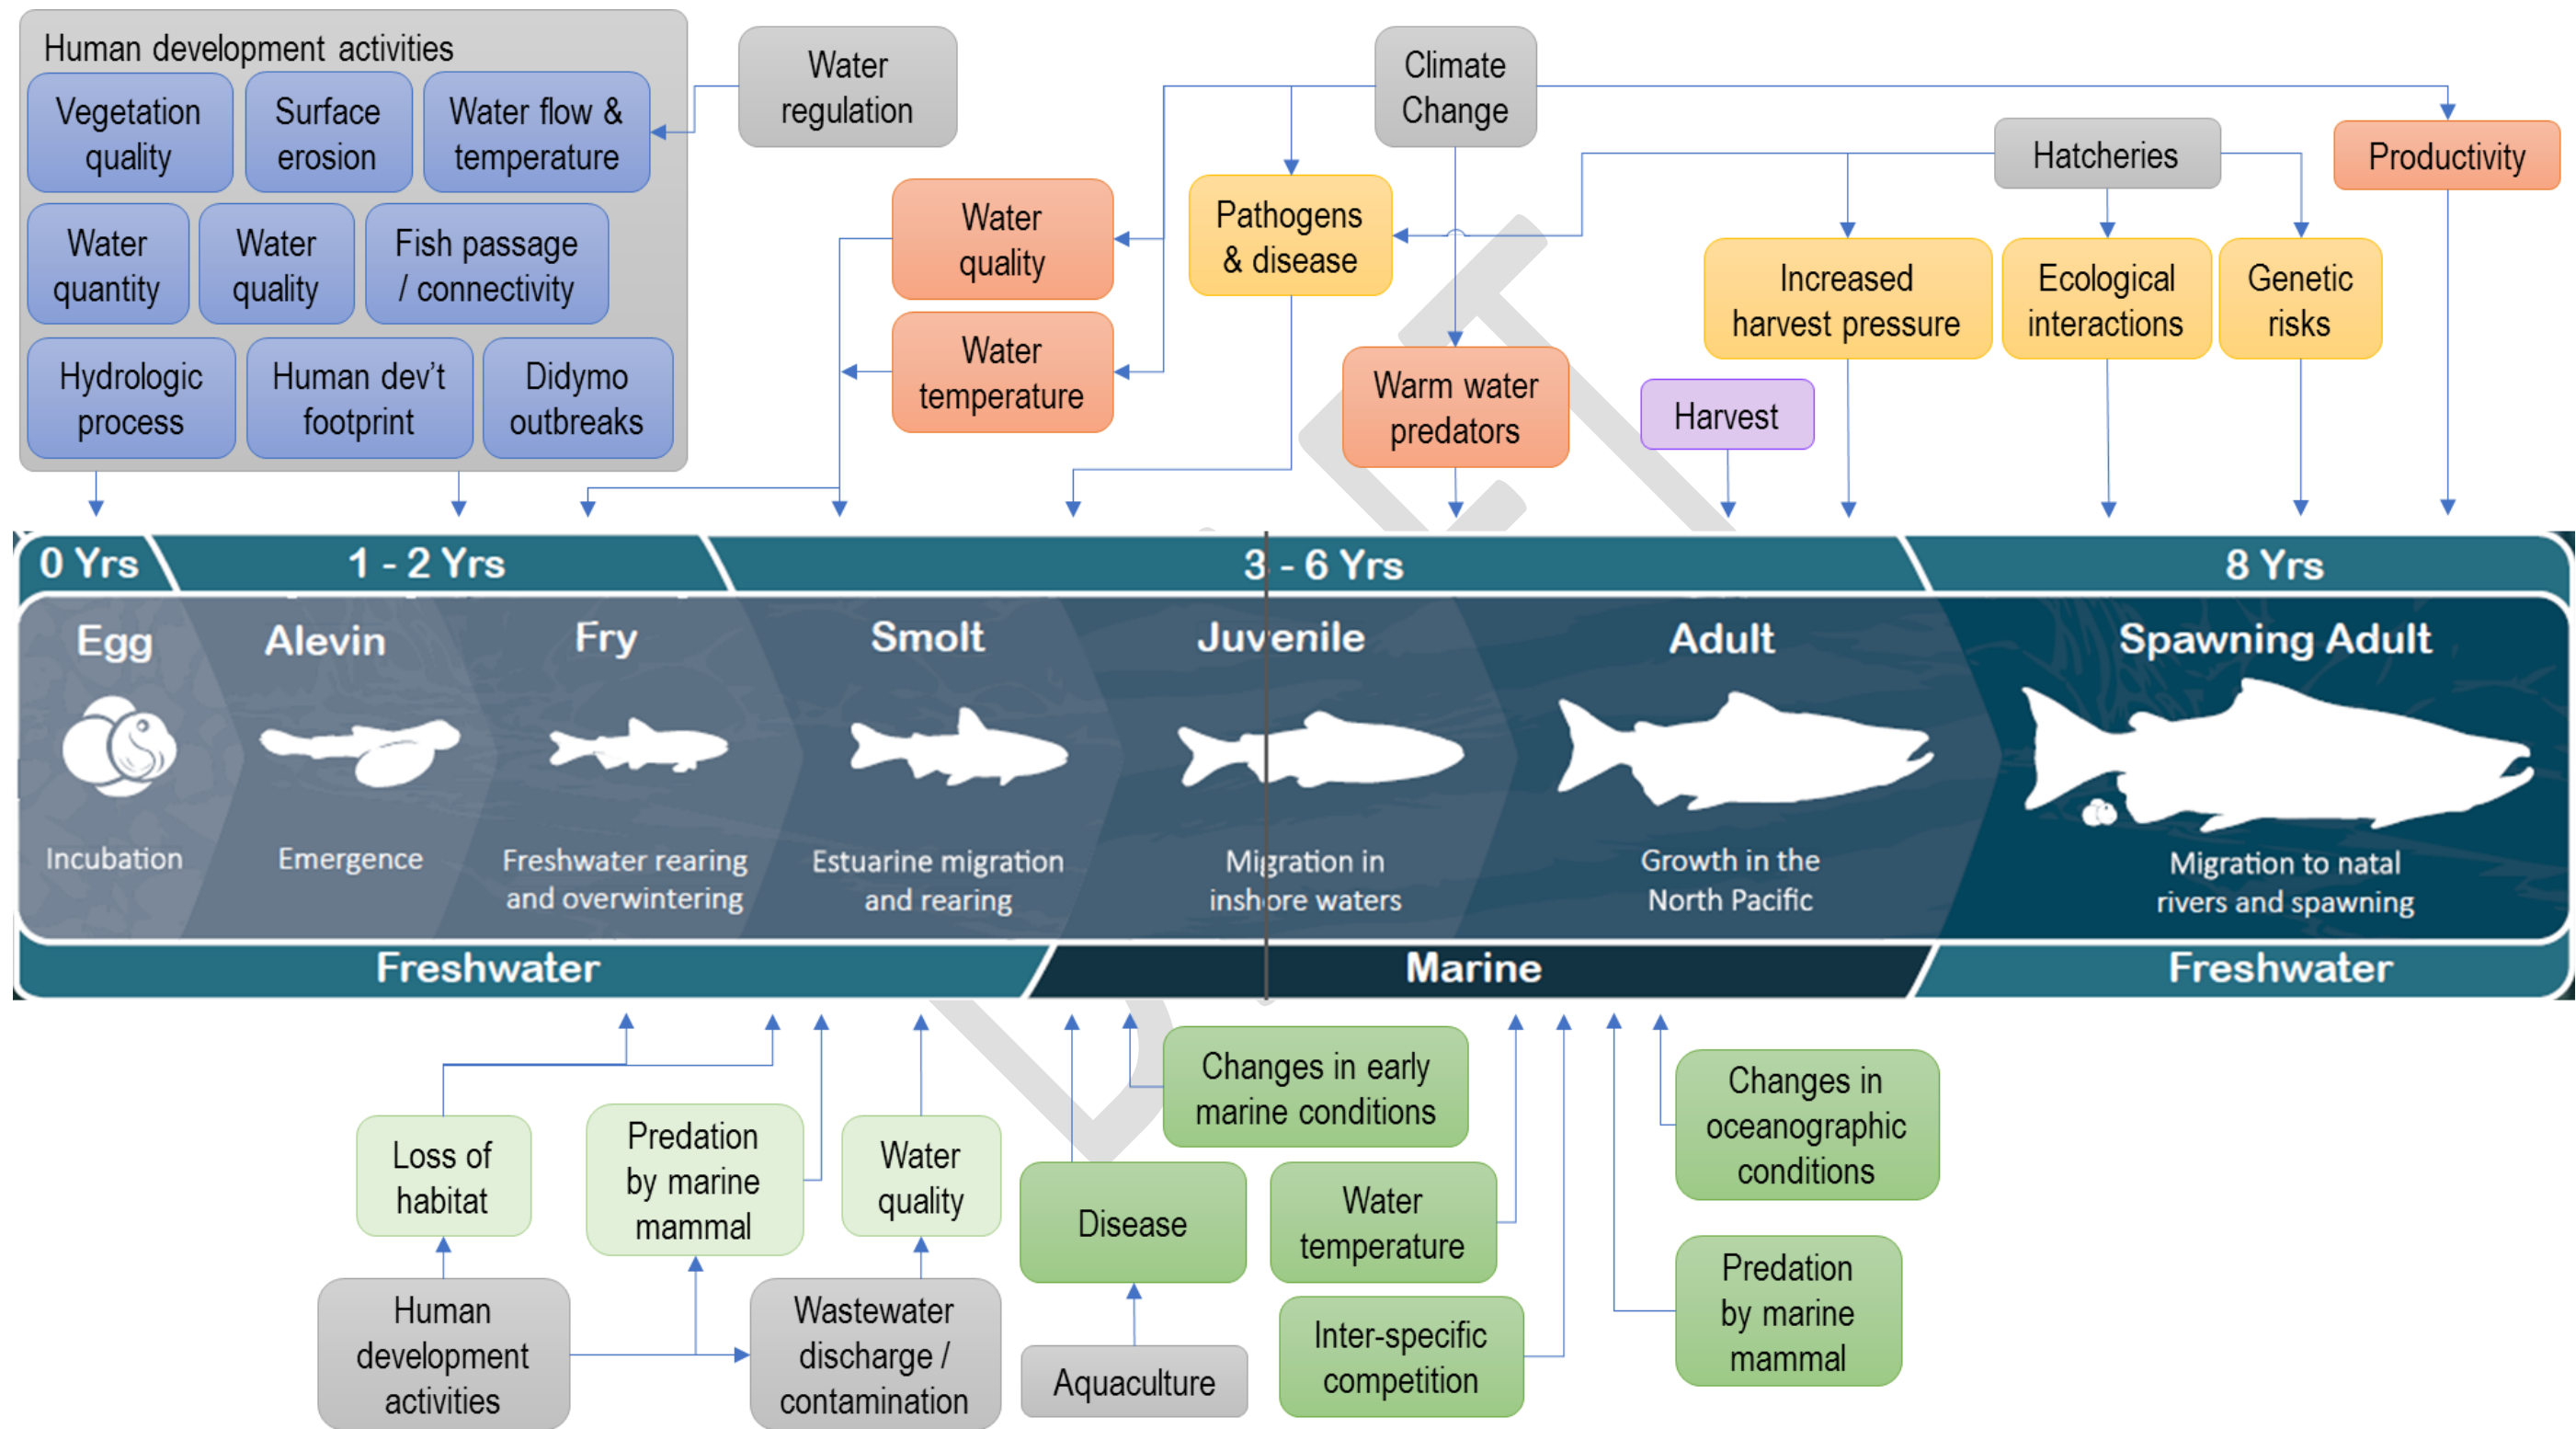 Human development activities
Vegetation
quality
Surface
erosion
Water flow &
temperature
Water
quantity
Water
quality
Fish passage
/ connectivity
Hydrologic
process
Human dev’t
footprint
Didymo
outbreaks
Water
regulation
Climate
Change
Hatcheries
Productivity
Water
quality
Pathogens
& disease
Water
temperature
Warm water
predators
Increased
harvest pressure
Ecological
interactions
Genetic
risks
Harvest
DRAFT
0 Yrs
1 - 2 Yrs
3 - 6 Yrs
8 Yrs
Egg
Alevin
Fry
Smolt
Juvenile
Adult
Spawning Adult
Incubation
Emergence
Freshwater rearing
and overwintering
Estuarine migration
and rearing
Migration in
inshore waters
Growth in the
North Pacific
Migration to natal
rivers and spawning
Freshwater
Marine
Freshwater
Loss of
habitat
Predation
by marine
mammal
Water
quality
Changes in early
marine conditions
Changes in
oceanographic
conditions
Disease
Water
temperature
Human
development
activities
Wastewater
discharge /
contamination
Aquaculture
Inter-specific
competition
Predation
by marine
mammal